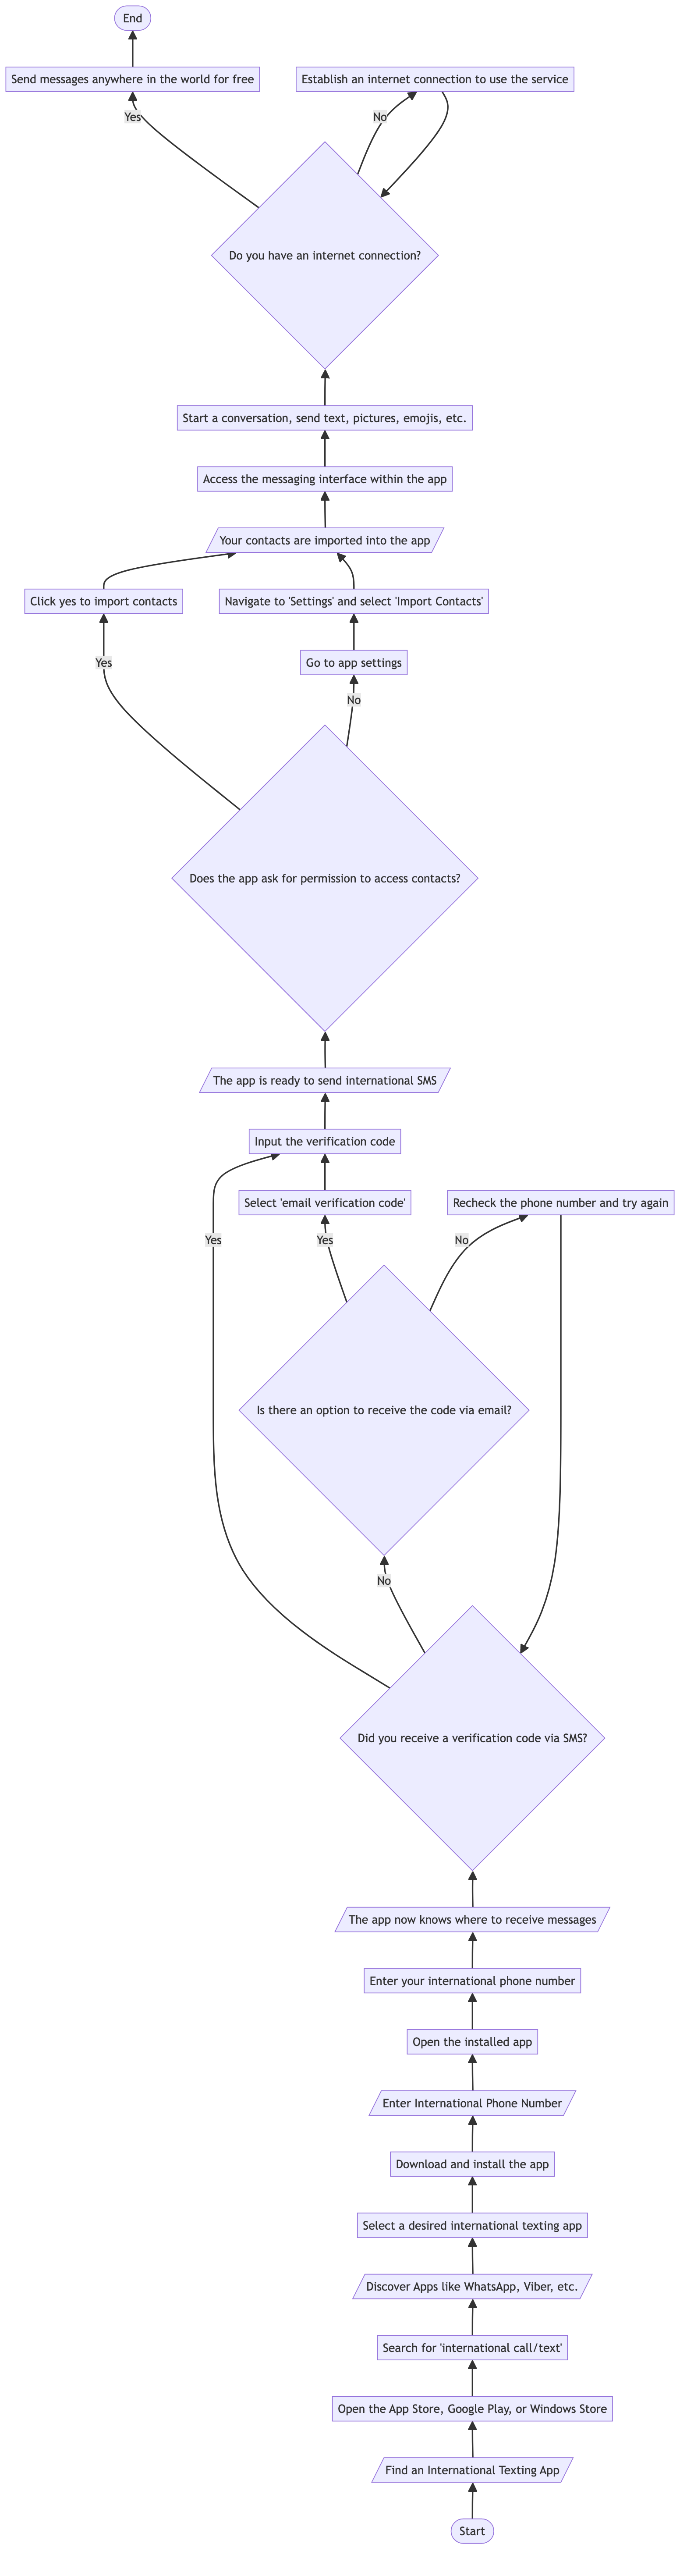 End
Send messages anywhere in the world for free
Establish an internet connection to use the service
Yes
No
Do you have an internet connection?
Start a conversation, send text, pictures, emojis, etc.
Access the messaging interface within the app
Your contacts are imported into the app
Click yes to import contacts
Navigate to 'Settings' and select 'Import Contacts'
Yes
Go to app settings
No
Does the app ask for permission to access contacts?
The app is ready to send international SMS
Input the verification code
Select 'email verification code'
Recheck the phone number and try again
Yes
Yes
No
Is there an option to receive the code via email?
No
Did you receive a verification code via SMS?
The app now knows where to receive messages
Enter your international phone number
Open the installed app
Enter International Phone Number
Download and install the app
Select a desired international texting app
Discover Apps like WhatsApp, Viber, etc.
Search for 'international call/text'
Open the App Store, Google Play, or Windows Store
Find an International Texting App
Start